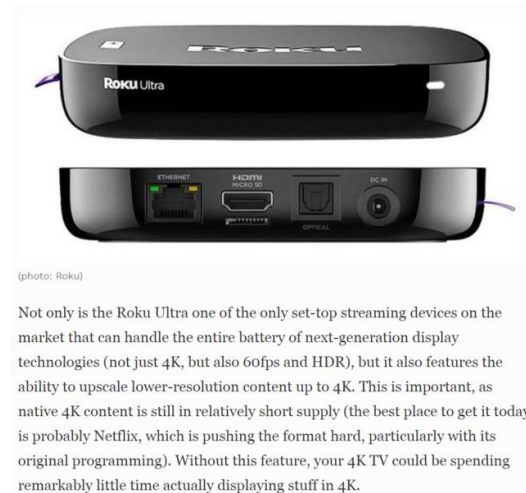 ROKU
ROKU Ultra
ETHERNET
HDMI
MICRO SD
OPTICAL
DC IN
(photo: Roku)
Not only is the Roku Ultra one of the only set-top streaming devices on the
market that can handle the entire battery of next-generation display
technologies (not just 4K, but also 60fps and HDR), but it also features the
ability to upscale lower-resolution content up to 4K. This is important, as
native 4K content is still in relatively short supply (the best place to get it today
is probably Netflix, which is pushing the format hard, particularly with its
original programming). Without this feature, your 4K TV could be spending
remarkably little time actually displaying stuff in 4K.